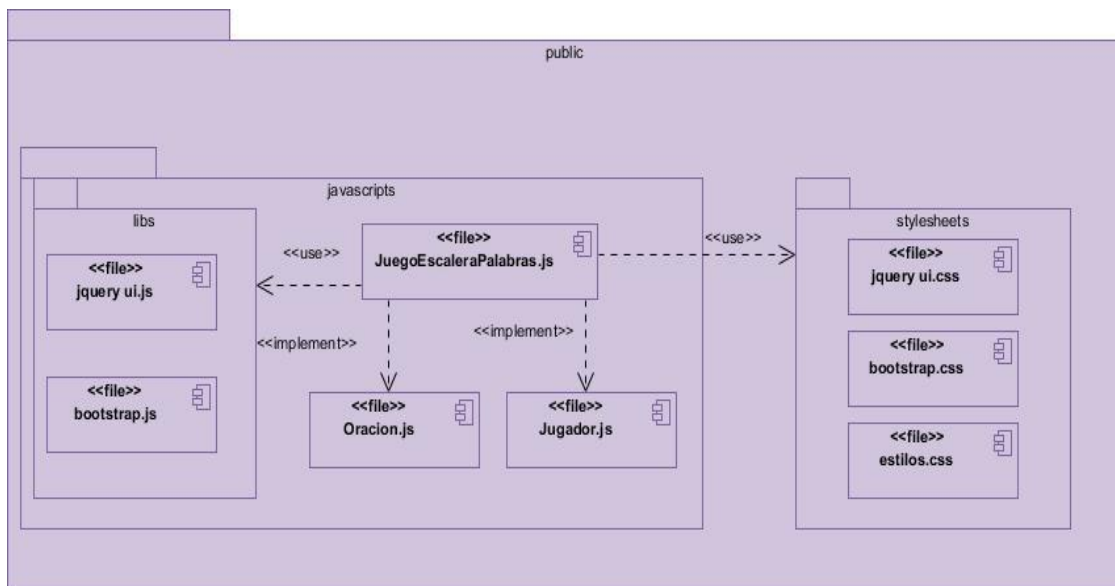 public
javascripts
libs
<<file>>
jquery ui.js
<<file>>
bootstrap.js
<<use>>
<<file>>
JuegoEscaleraPalabras.js
<<use>>
<<implement>>
<<implement>>
<<file>>
Oracion.js
<<file>>
Jugador.js
stylesheets
<<file>>
jquery ui.css
<<file>>
bootstrap.css
<<file>>
estilos.css